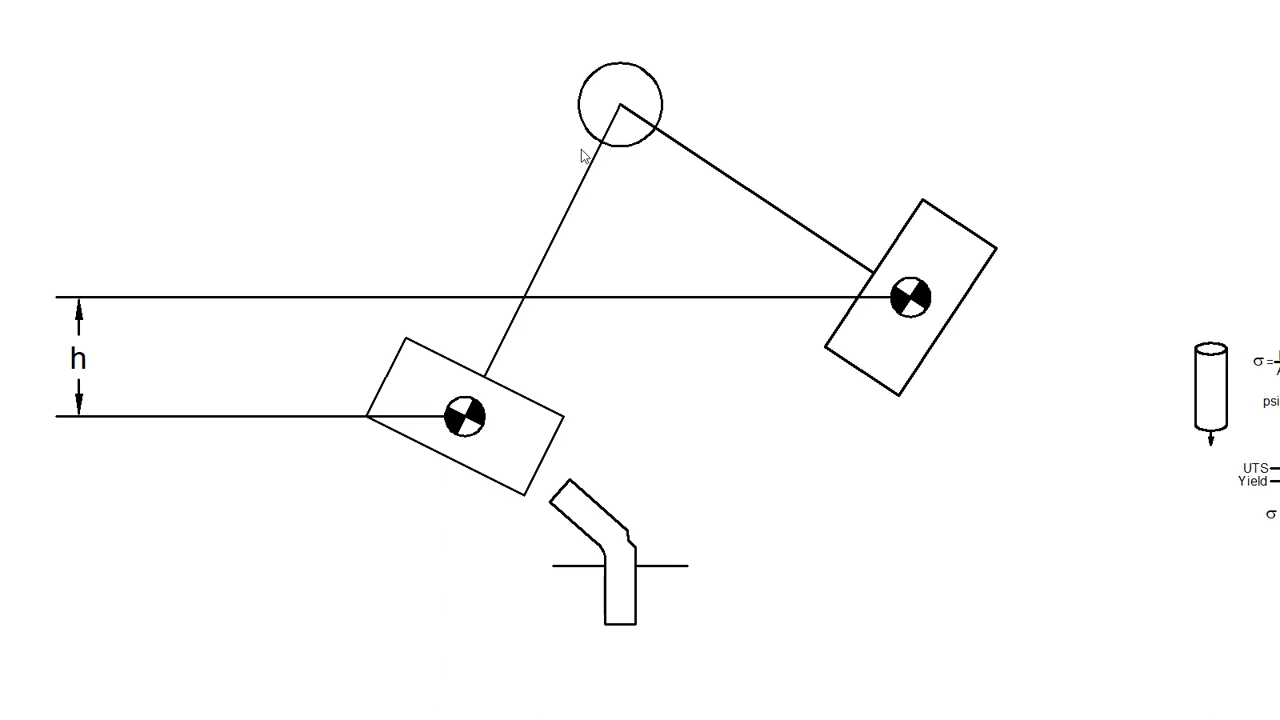 h
σ =
psi
UTS
Yield
σ